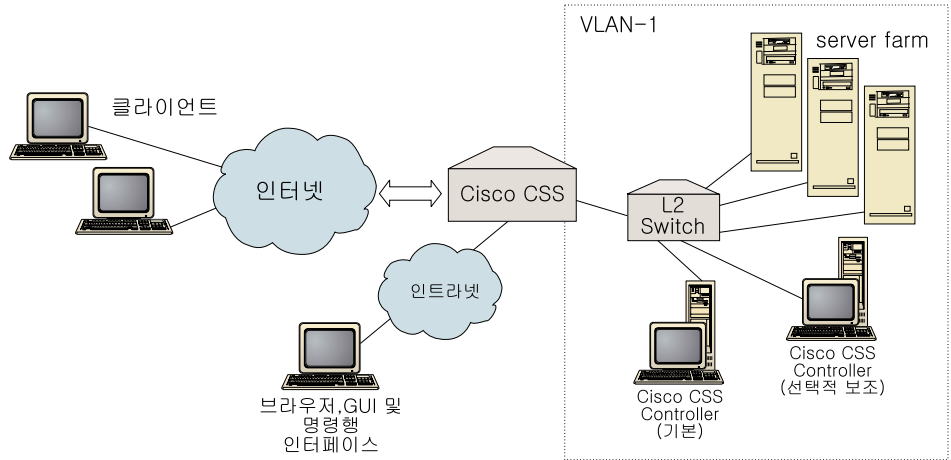 VLAN-1
server farm
클라이언트
인터넷
Cisco CSS
L2
Switch
인트라넷
브라우저,GUI 및
명령행
인터페이스
Cisco CSS
Controller
(기본)
Cisco CSS
Controller
(선택적 보조)